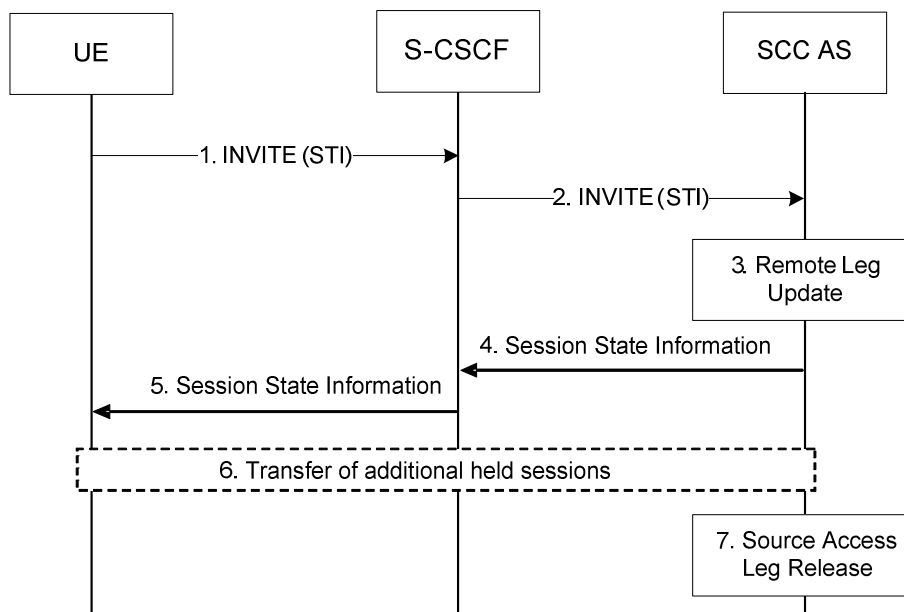 UE
S-CSCF
SCC AS
1. INVITE (STI)
2. INVITE (STI)
3. Remote Leg
Update
4. Session State Information
5. Session State Information
6. Transfer of additional held sessions
7. Source Access
Leg Release